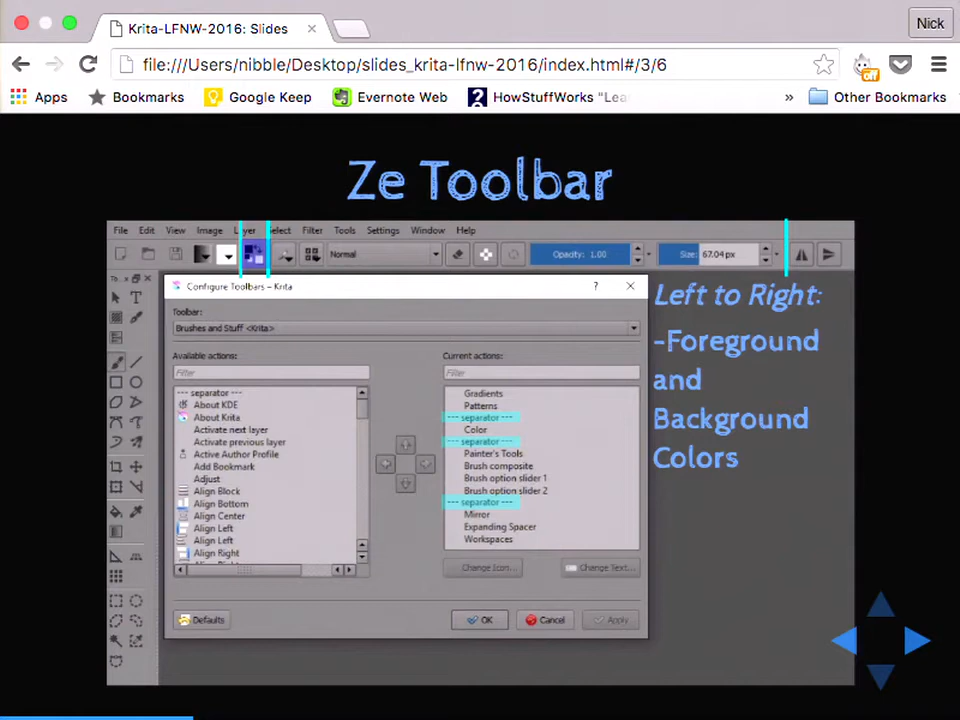 Krita-LFNW-2016: Slides
Nick
file:///Users/nibble/Desktop/slides_krita-lfnw-2016/index.html#/3/6
off
Apps Bookmarks Google Keep Evernote Web HowStuffWorks "Lea » Other Bookmarks
Ze Toolbar
File Edit View Image Layer Select Filter Tools Settings Window Help
Normal Opacity: 1.00 Size: 67.04 px
To...
Configure Toolbars – Krita ?
Toolbar:
Brushes and Stuff <Krita>
Available actions:
Filter
--- separator ---
About KDE
About Krita
Activate next layer
Activate previous layer
Active Author Profile
Add Bookmark
Adjust
Align Block
Align Bottom
Align Center
Align Left
Align Left
Align Right
Current actions:
Filter
Gradients
Patterns
--- separator ---
Color
--- separator ---
Painter's Tools
Brush composite
Brush option slider 1
Brush option slider 2
--- separator ---
Mirror
Expanding Spacer
Workspaces
Change Icon... Change Text...
Defaults OK Cancel Apply
Left to Right:
-Foreground
and
Background
Colors